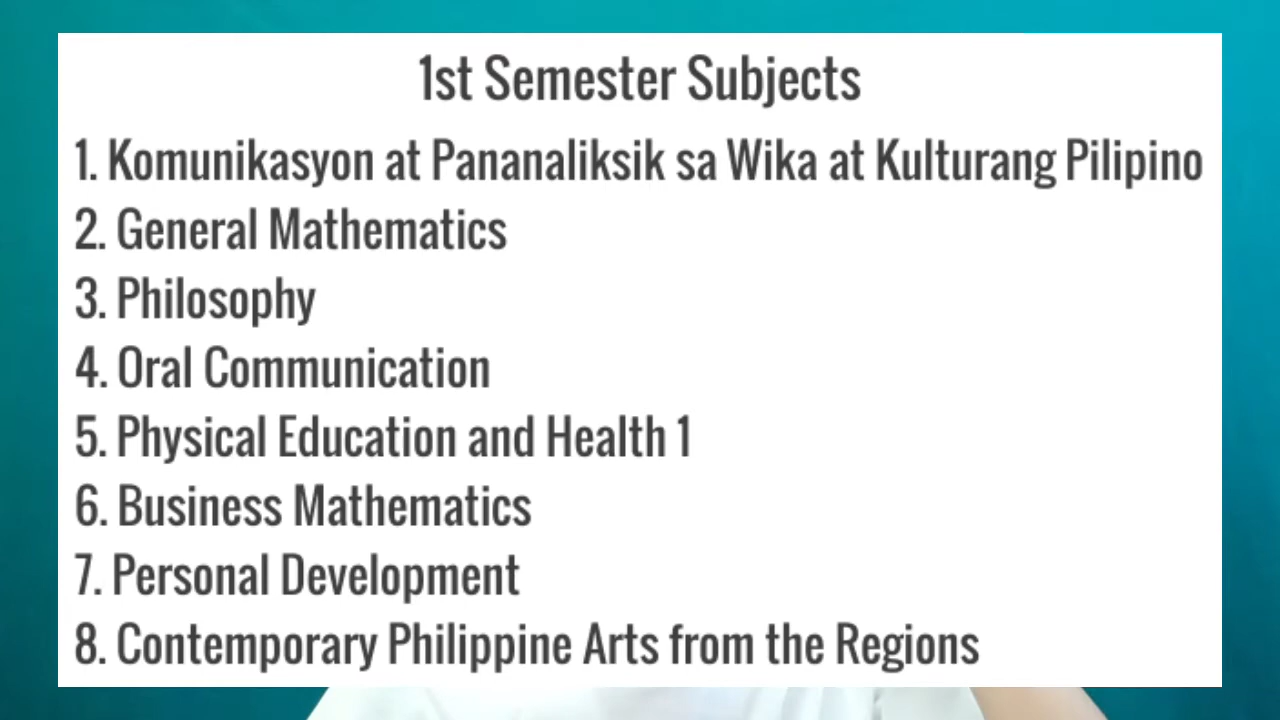 1st Semester Subjects
1. Komunikasyon at Pananaliksik sa Wika at Kulturang Pilipino
2. General Mathematics
3. Philosophy
4. Oral Communication
5. Physical Education and Health 1
6. Business Mathematics
7. Personal Development
8. Contemporary Philippine Arts from the Regions